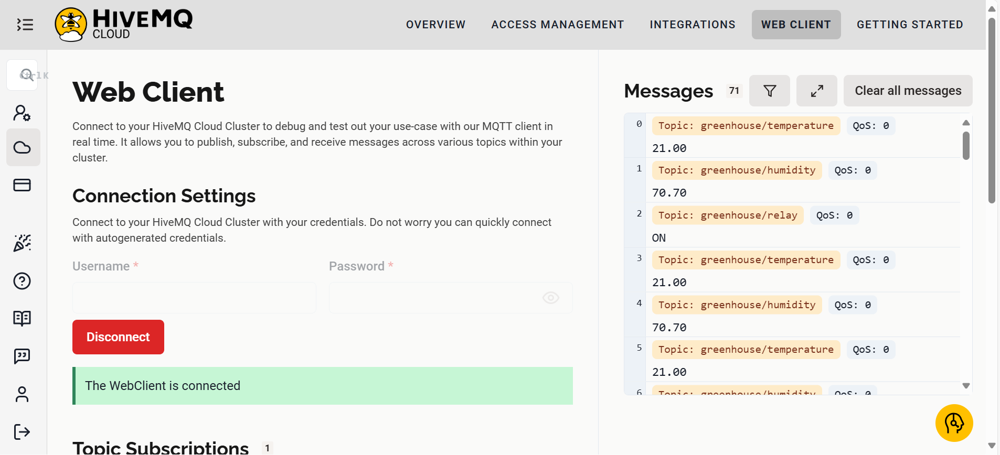 HIVEMQ
CLOUD
OVERVIEW
ACCESS MANAGEMENT
INTEGRATIONS
WEB CLIENT
GETTING STARTED
Ctrl K
Web Client
Connect to your HiveMQ Cloud Cluster to debug and test out your use-case with our MQTT client in
real time. It allows you to publish, subscribe, and receive messages across various topics within your
cluster.
Connection Settings
Connect to your HiveMQ Cloud Cluster with your credentials. Do not worry you can quickly connect
with autogenerated credentials.
Username *
Password *
Disconnect
The WebClient is connected
Topic Subscriptions 1
Messages 71
Clear all messages
0 Topic: greenhouse/temperature QoS: 0
21.00
1 Topic: greenhouse/humidity QoS: 0
70.70
2 Topic: greenhouse/relay QoS: 0
ON
3 Topic: greenhouse/temperature QoS: 0
21.00
4 Topic: greenhouse/humidity QoS: 0
70.70
5 Topic: greenhouse/temperature QoS: 0
21.00
6 Topic: greenhouse/humidity QoS: 0